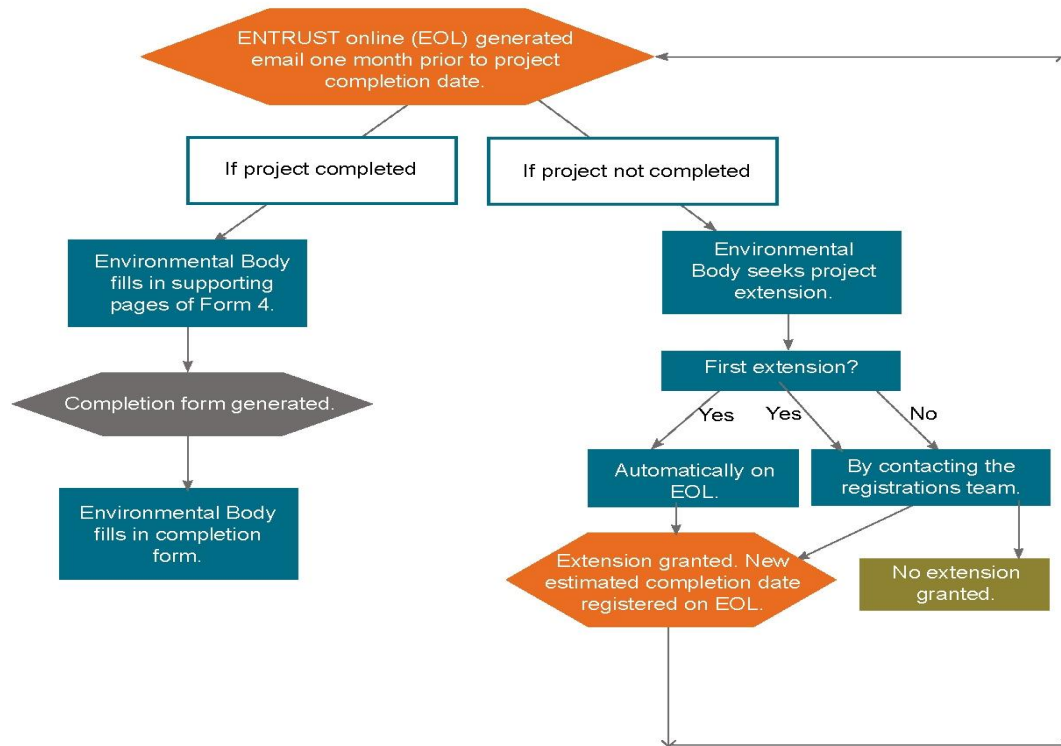 ENTRUST online (EOL) generated
email one month prior to project
completion date.
If project completed
If project not completed
Environmental Body
fills in supporting
pages of Form 4.
Environmental
Body seeks project
extension.
Completion form generated.
First extension?
Yes
Yes
No
Environmental Body
fills in completion
form.
Automatically on
EOL.
By contacting the
registrations team.
Extension granted. New
estimated completion date
registered on EOL.
No extension
granted.